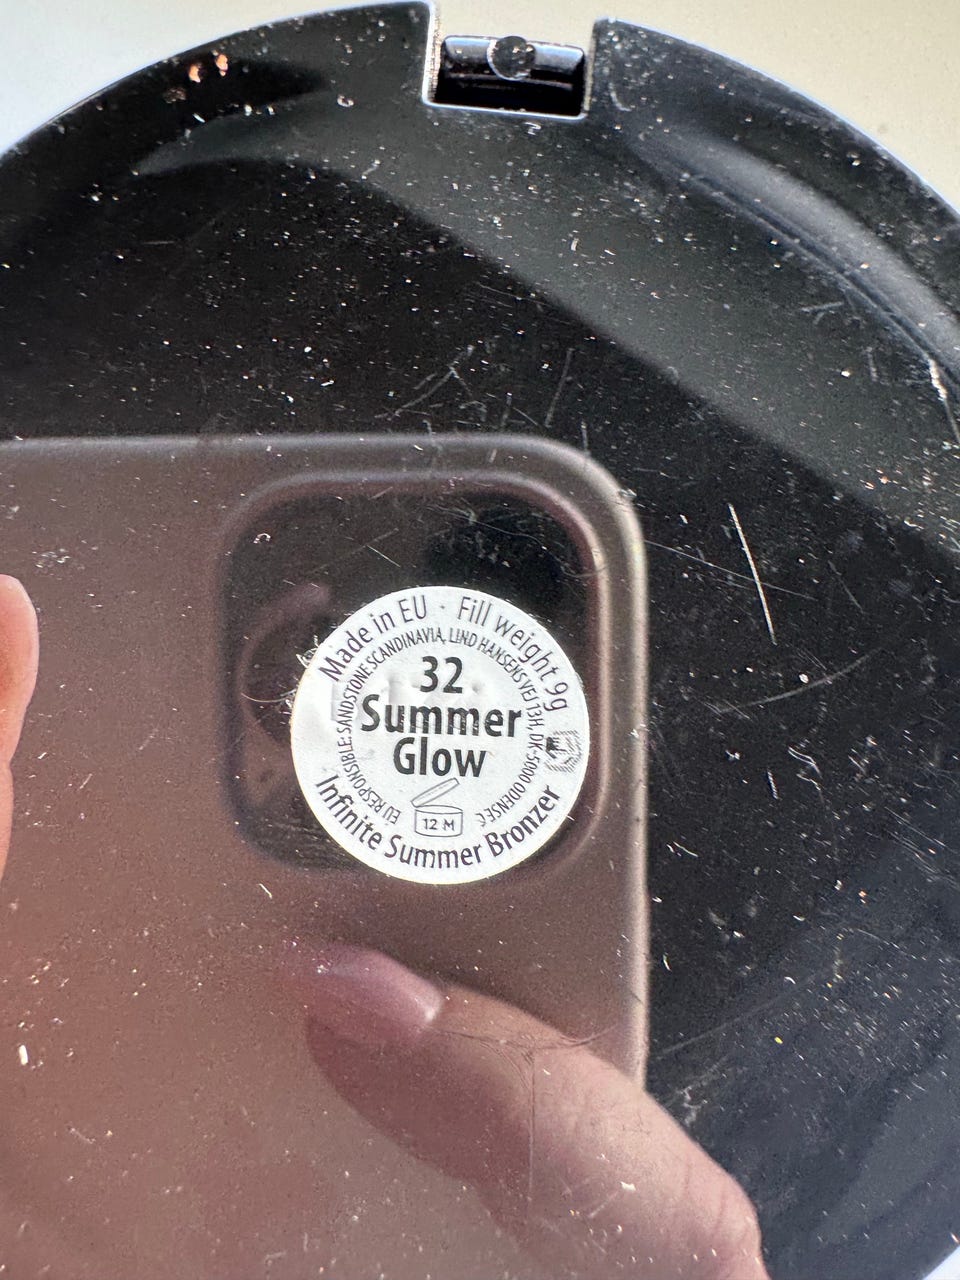 Made in EU · Fill weight 9g
EU RESPONSIBLE: SANDSTONE SCANDINAVIA, LIND HANSENS VEJ 13H, DK-5000 ODENSE C
32
Summer
Glow
12 M
Infinite Summer Bronzer